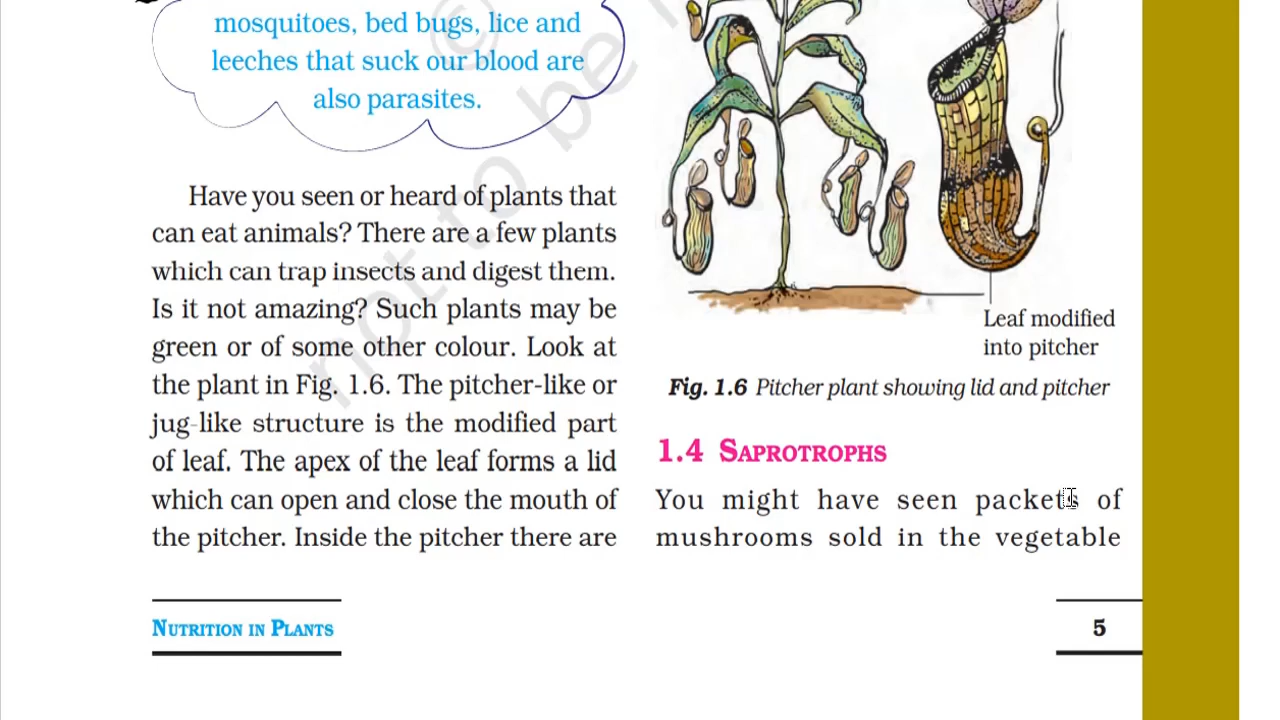 mosquitoes, bed bugs, lice and
leeches that suck our blood are
also parasites.
Have you seen or heard of plants that
can eat animals? There are a few plants
which can trap insects and digest them.
Is it not amazing? Such plants may be
green or of some other colour. Look at
the plant in Fig. 1.6. The pitcher-like or
jug-like structure is the modified part
of leaf. The apex of the leaf forms a lid
which can open and close the mouth of
the pitcher. Inside the pitcher there are
Leaf modified
into pitcher
Fig. 1.6 Pitcher plant showing lid and pitcher
1.4 SAPROTROPHS
You might have seen packets of
mushrooms sold in the vegetable
NUTRITION IN PLANTS
5
©
not to be